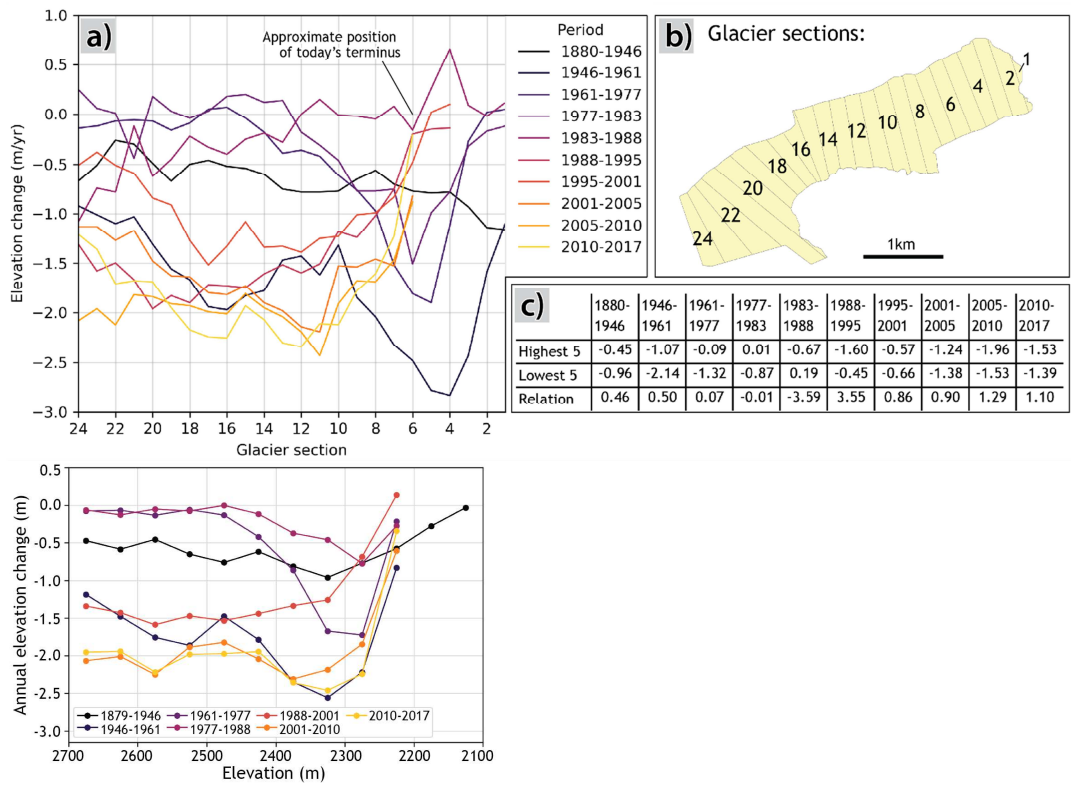 a)
Approximate position
of today's terminus
1.0
0.5
0.0
−0.5
−1.0
−1.5
−2.0
−2.5
−3.0
Elevation change (m/yr)
24 22 20 18 16 14 12 10 8 6 4 2
Glacier section
Period
1880-1946
1946-1961
1961-1977
1977-1983
1983-1988
1988-1995
1995-2001
2001-2005
2005-2010
2010-2017
b) Glacier sections:
1
2
4
6
8
10
12
14
16
18
20
22
24
1km
c)
1880- 1946- 1961- 1977- 1983- 1988- 1995- 2001- 2005- 2010-
1946 1961 1977 1983 1988 1995 2001 2005 2010 2017
Highest 5 -0.45 -1.07 -0.09 0.01 -0.67 -1.60 -0.57 -1.24 -1.96 -1.53
Lowest 5 -0.96 -2.14 -1.32 -0.87 0.19 -0.45 -0.66 -1.38 -1.53 -1.39
Relation 0.46 0.50 0.07 -0.01 -3.59 3.55 0.86 0.90 1.29 1.10
0.5
0.0
-0.5
-1.0
-1.5
-2.0
-2.5
-3.0
Annual elevation change (m)
1879-1946 1961-1977 1988-2001 2010-2017
1946-1961 1977-1988 2001-2010
2700 2600 2500 2400 2300 2200 2100
Elevation (m)